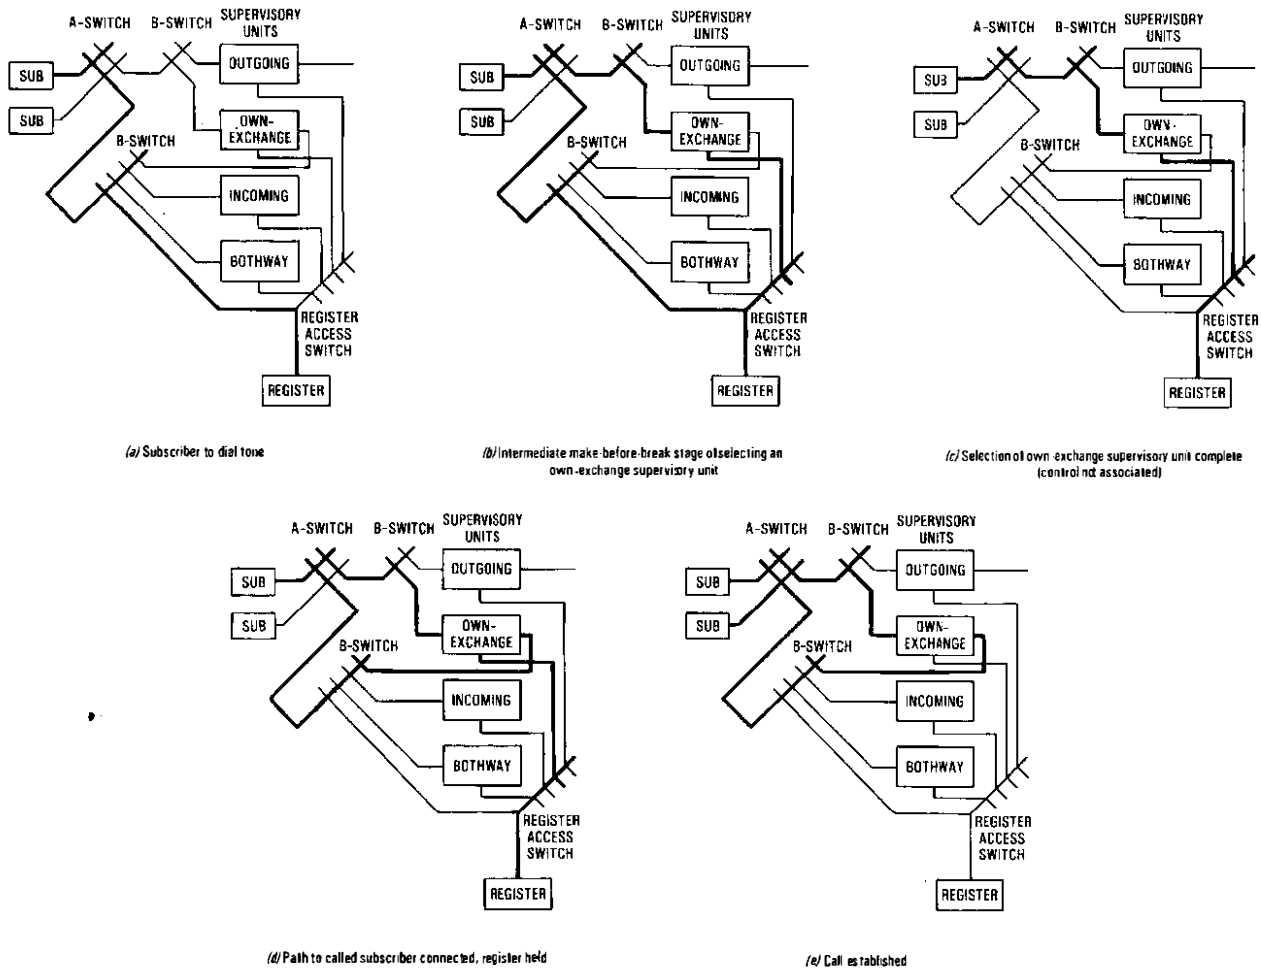 A-SWITCH B-SWITCH SUPERVISORY
UNITS
SUB
SUB
OUTGOING
OWN-
EXCHANGE
B-SWITCH
INCOMING
BOTHWAY
REGISTER
ACCESS
SWITCH
REGISTER
(a) Subscriber to dial tone
A-SWITCH B-SWITCH SUPERVISORY
UNITS
SUB
SUB
OUTGOING
OWN-
EXCHANGE
B-SWITCH
INCOMING
BOTHWAY
REGISTER
ACCESS
SWITCH
REGISTER
(b) Intermediate make-before-break stage of selecting an
own-exchange supervisory unit
A-SWITCH B-SWITCH SUPERVISORY
UNITS
SUB
SUB
OUTGOING
OWN-
EXCHANGE
B-SWITCH
INCOMING
BOTHWAY
REGISTER
ACCESS
SWITCH
REGISTER
(c) Selection of own-exchange supervisory unit complete
(control not associated)
A-SWITCH B-SWITCH SUPERVISORY
UNITS
SUB
SUB
OUTGOING
OWN-
EXCHANGE
B-SWITCH
INCOMING
BOTHWAY
REGISTER
ACCESS
SWITCH
REGISTER
(d) Path to called subscriber connected, register held
A-SWITCH B-SWITCH SUPERVISORY
UNITS
SUB
SUB
OUTGOING
OWN-
EXCHANGE
B-SWITCH
INCOMING
BOTHWAY
REGISTER
ACCESS
SWITCH
REGISTER
(e) Call established